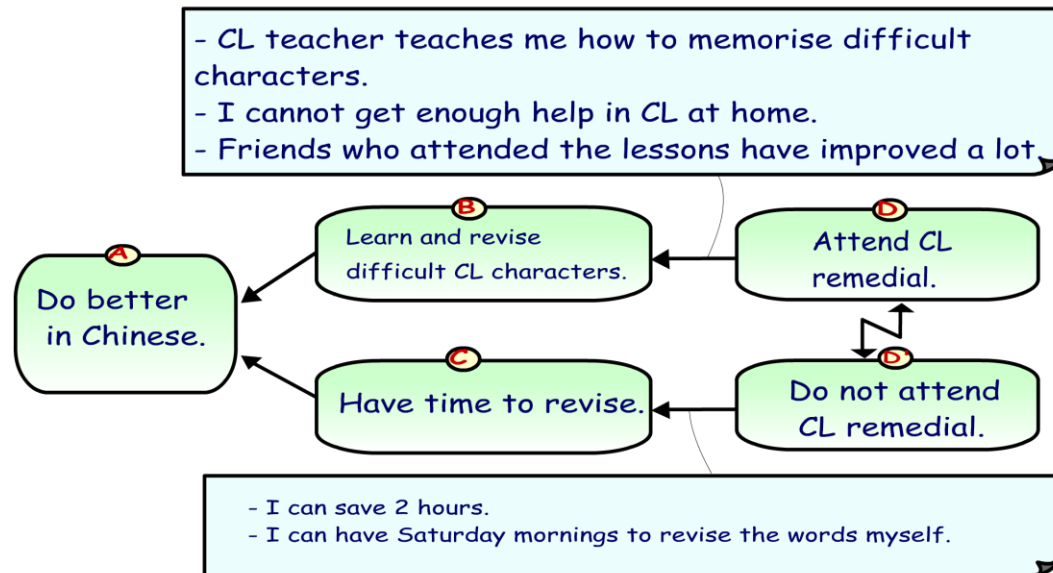 - CL teacher teaches me how to memorise difficult
characters.
- I cannot get enough help in CL at home.
- Friends who attended the lessons have improved a lot.
B
Learn and revise
difficult CL characters.
D
Attend CL
remedial.
A
Do better
in Chinese.
C
Have time to revise.
D'
Do not attend
CL remedial.
- I can save 2 hours.
- I can have Saturday mornings to revise the words myself.